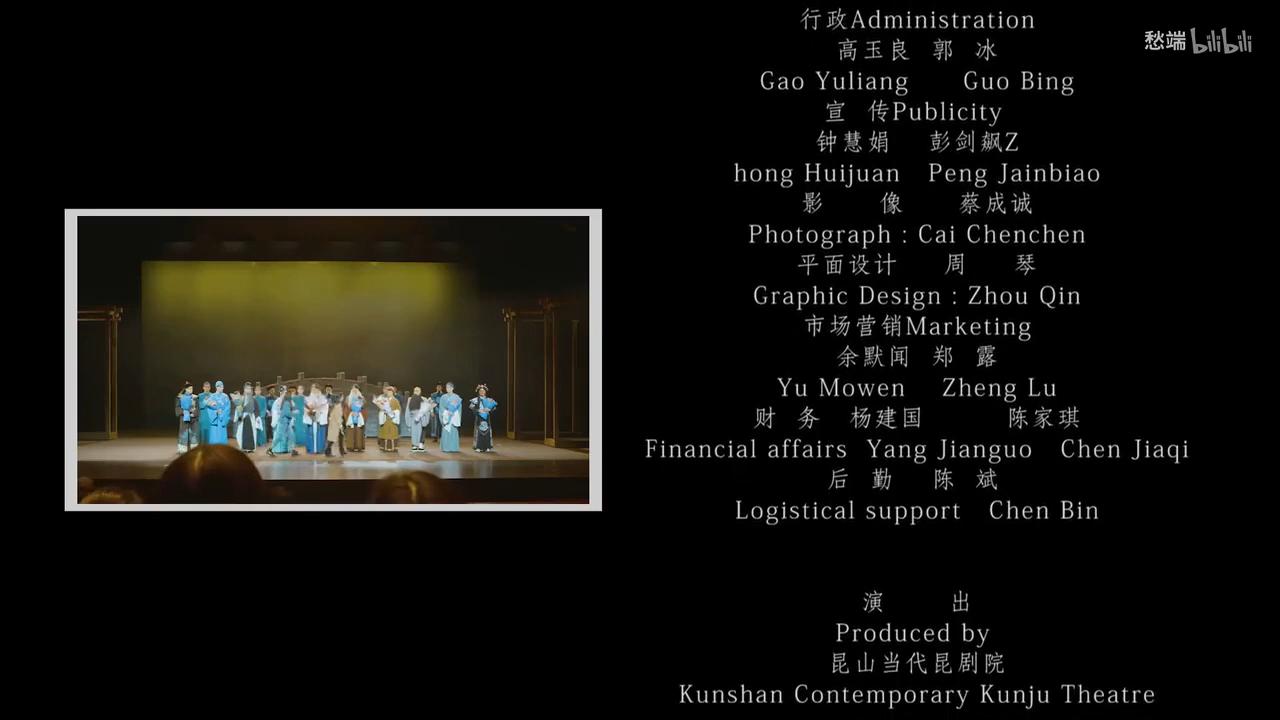 愁端 bilibili
行政Administration
高玉良 郭 冰
Gao Yuliang Guo Bing
宣 传Publicity
钟慧娟 彭剑飙Z
hong Huijuan Peng Jainbiao
影 像 蔡成诚
Photograph : Cai Chenchen
平面设计 周 琴
Graphic Design : Zhou Qin
市场营销Marketing
余默闻 郑 露
Yu Mowen Zheng Lu
财 务 杨建国 陈家琪
Financial affairs Yang Jianguo Chen Jiaqi
后 勤 陈 斌
Logistical support Chen Bin
演 出
Produced by
昆山当代昆剧院
Kunshan Contemporary Kunju Theatre